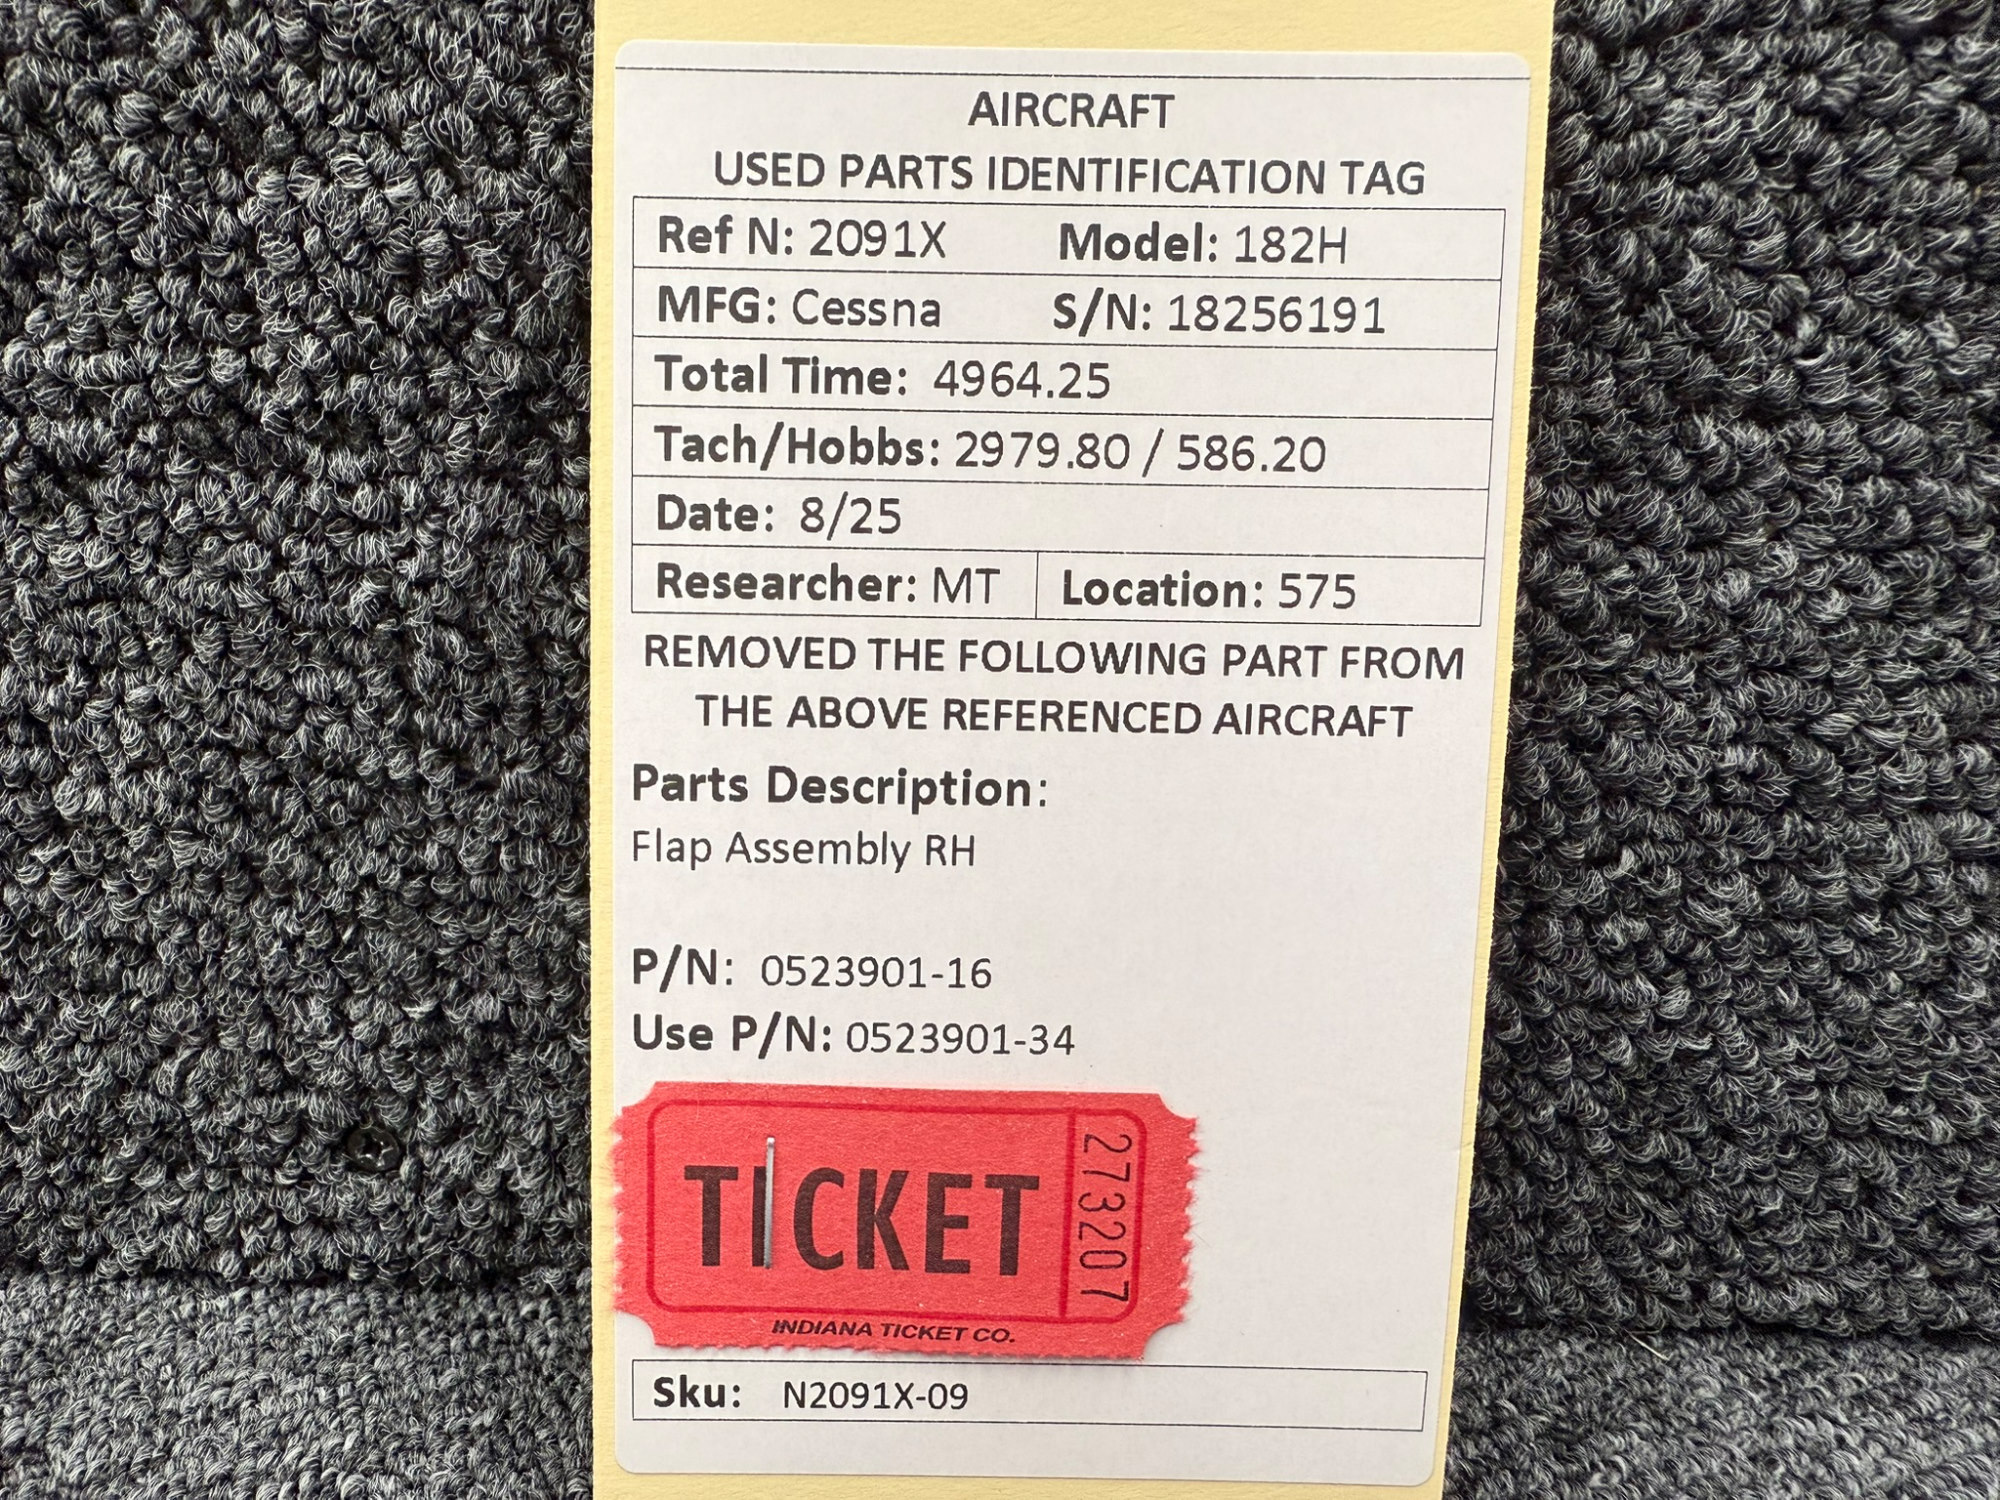 AIRCRAFT
USED PARTS IDENTIFICATION TAG
Ref N: 2091X Model: 182H
MFG: Cessna S/N: 18256191
Total Time: 4964.25
Tach/Hobbs: 2979.80 / 586.20
Date: 8/25
Researcher: MT Location: 575
REMOVED THE FOLLOWING PART FROM
THE ABOVE REFERENCED AIRCRAFT
Parts Description:
Flap Assembly RH
P/N: 0523901-16
Use P/N: 0523901-34
TICKET
273207
INDIANA TICKET CO.
Sku: N2091X-09